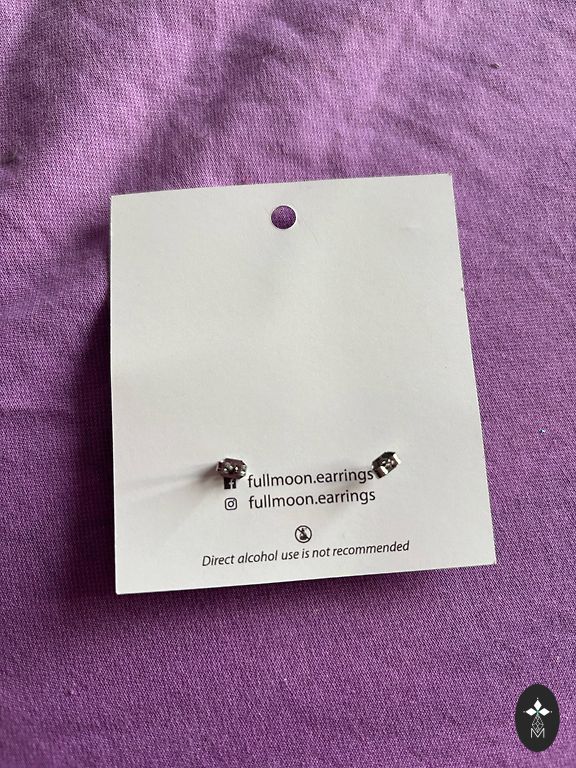 fullmoon.earrings
fullmoon.earrings
Direct alcohol use is not recommended
M